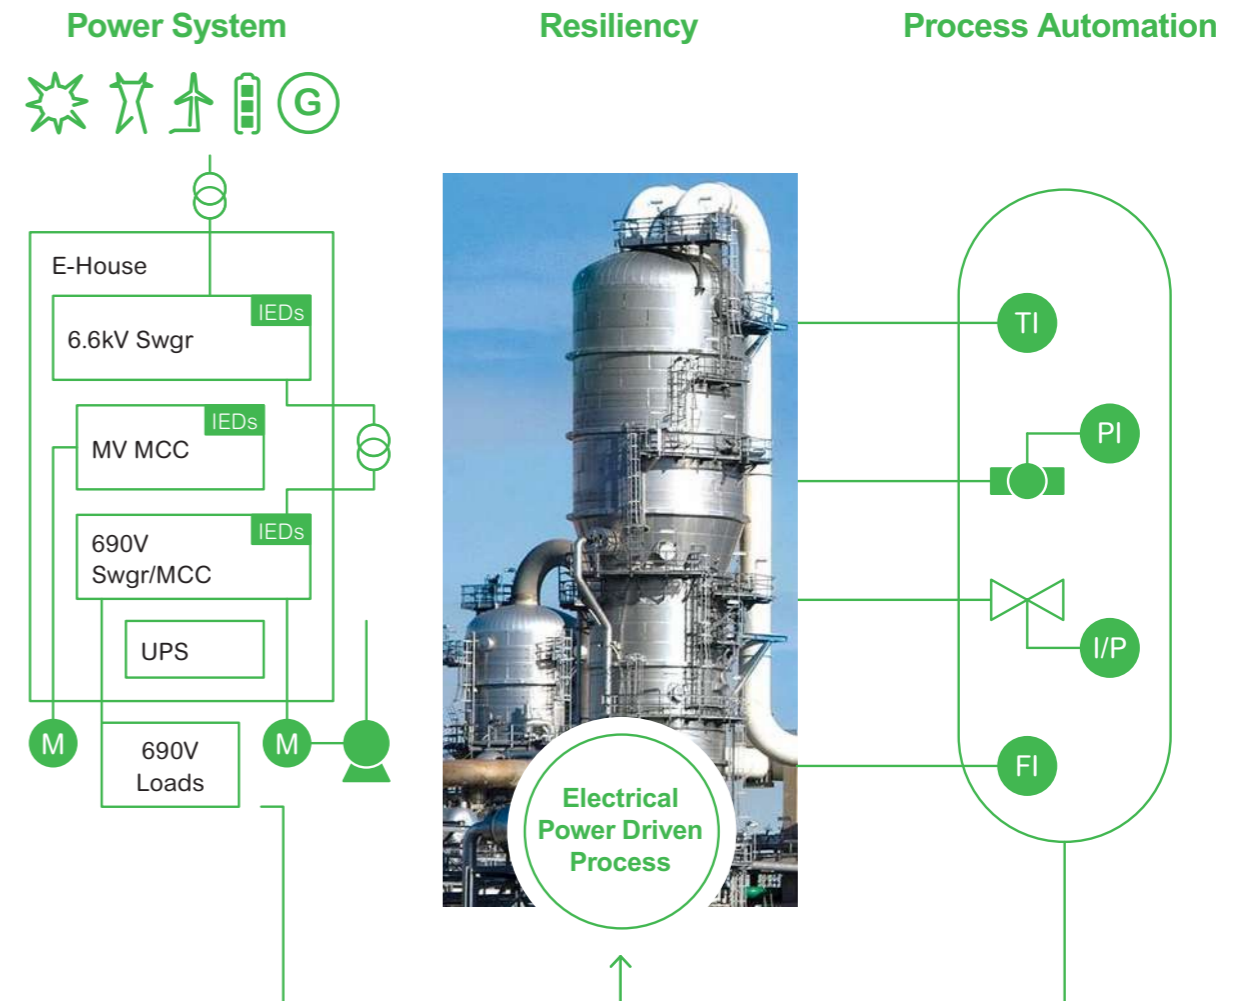 Power System
Resiliency
Process Automation
G
E-House
IEDs
6.6kV Swgr
IEDs
MV MCC
IEDs
690V
Swgr/MCC
UPS
M
690V
Loads
M
Electrical
Power Driven
Process
TI
PI
I/P
FI